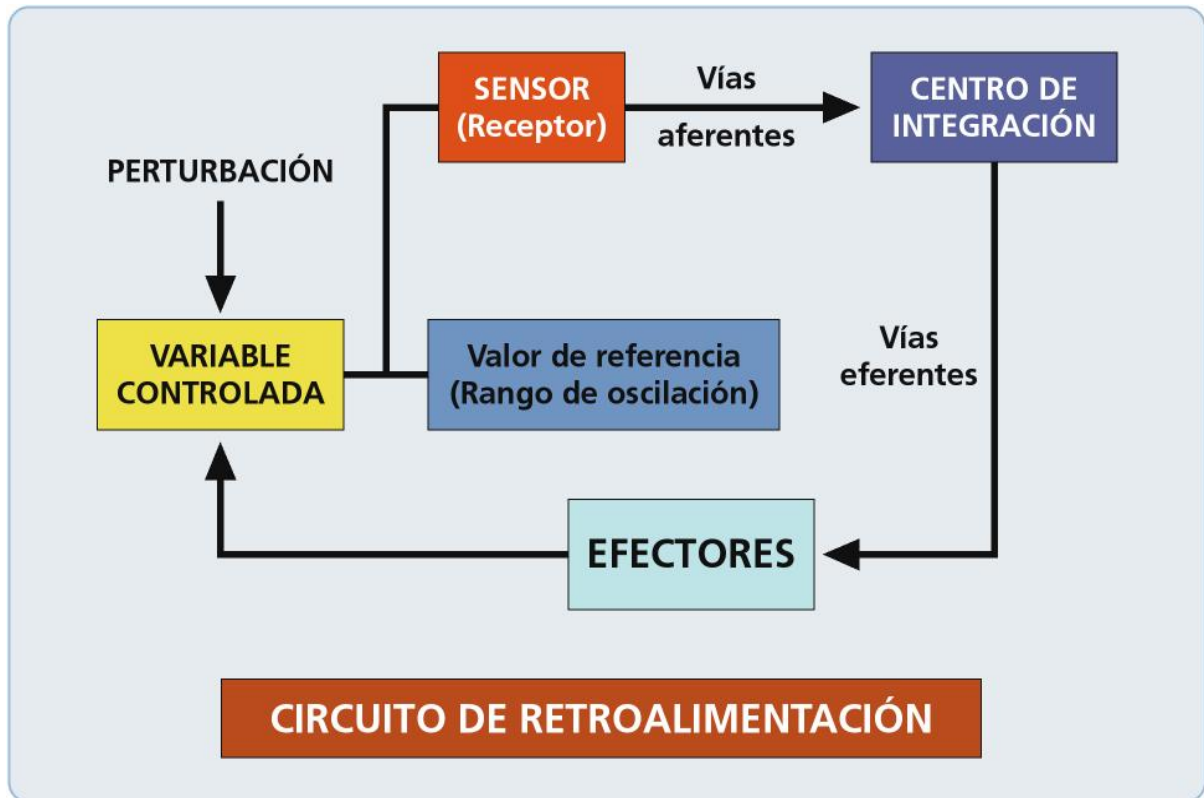 SENSOR
(Receptor)
Vías
aferentes
CENTRO DE
INTEGRACIÓN
PERTURBACIÓN
VARIABLE
CONTROLADA
Valor de referencia
(Rango de oscilación)
Vías
eferentes
EFECTORES
CIRCUITO DE RETROALIMENTACIÓN